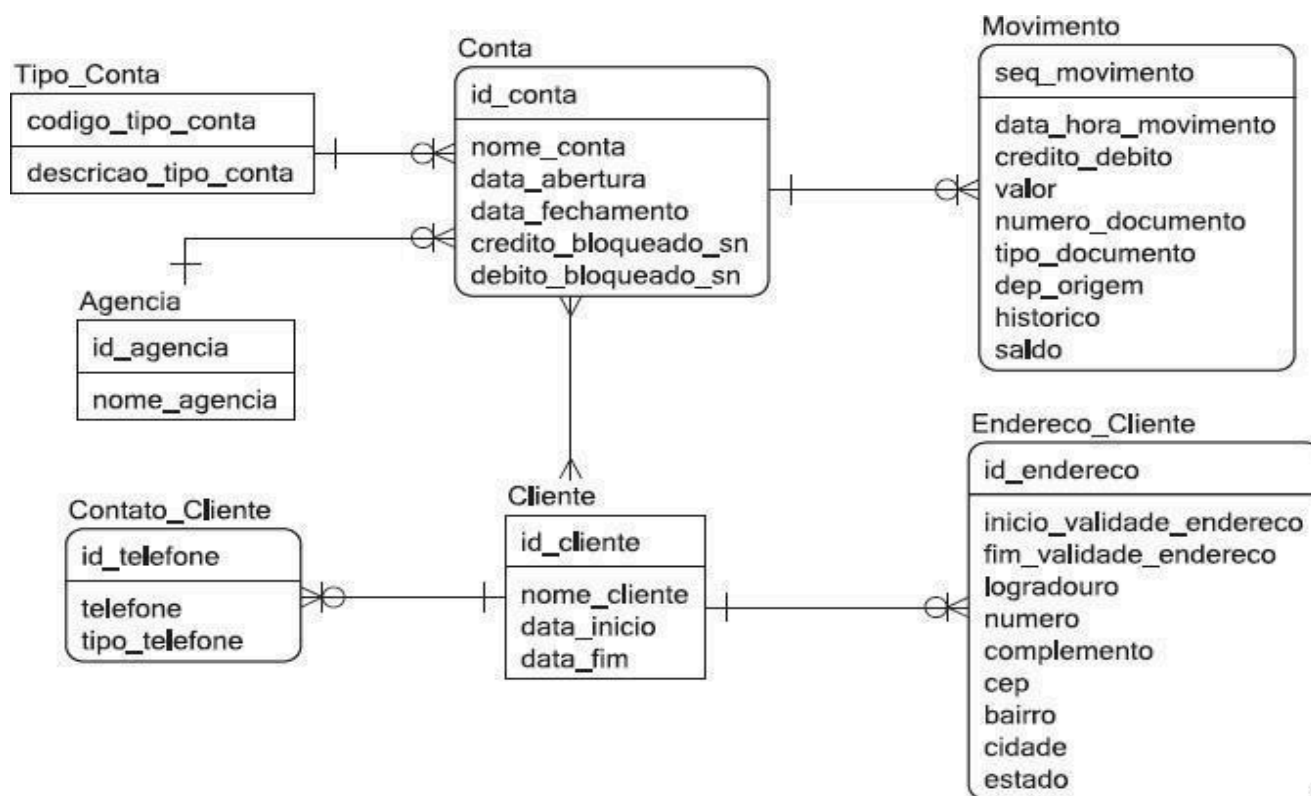 Tipo_Conta
codigo_tipo_conta
descricao_tipo_conta
Conta
id_conta
nome_conta
data_abertura
data_fechamento
credito_bloqueado_sn
debito_bloqueado_sn
Movimento
seq_movimento
data_hora_movimento
credito_debito
valor
numero_documento
tipo_documento
dep_origem
historico
saldo
Agencia
id_agencia
nome_agencia
Contato_Cliente
id_telefone
telefone
tipo_telefone
Cliente
id_cliente
nome_cliente
data_inicio
data_fim
Endereco_Cliente
id_endereco
inicio_validade_endereco
fim_validade_endereco
logradouro
numero
complemento
cep
bairro
cidade
estado